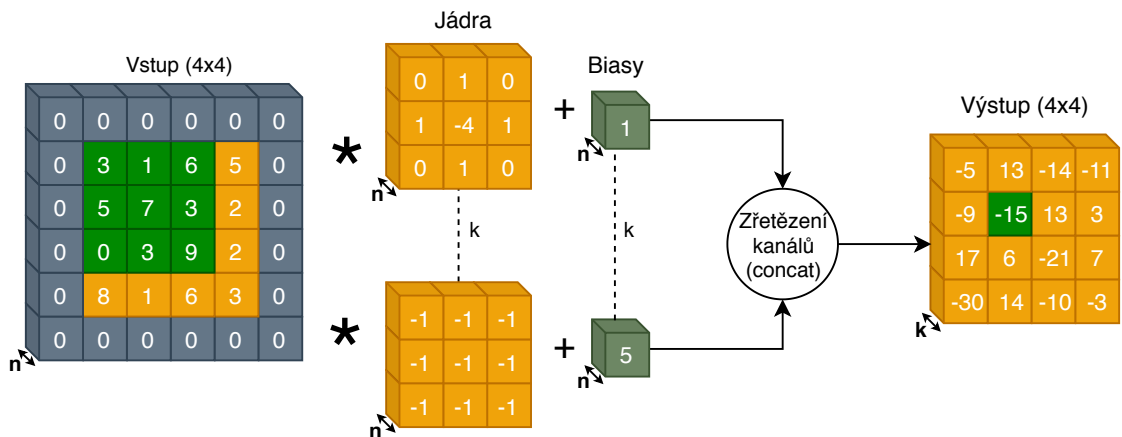 Jádra
Vstup (4x4)
Biasy
Výstup (4x4)
0 0 0 0 0 0
0 3 1 6 5 0
0 5 7 3 2 0
0 0 3 9 2 0
0 8 1 6 3 0
0 0 0 0 0 0
n
*
0 1 0
1 -4 1
0 1 0
n
+
1
n
k
k
*
-1 -1 -1
-1 -1 -1
-1 -1 -1
n
+
5
n
Zřetězení
kanálů
(concat)
-5 13 -14 -11
-9 -15 13 3
17 6 -21 7
-30 14 -10 -3
k